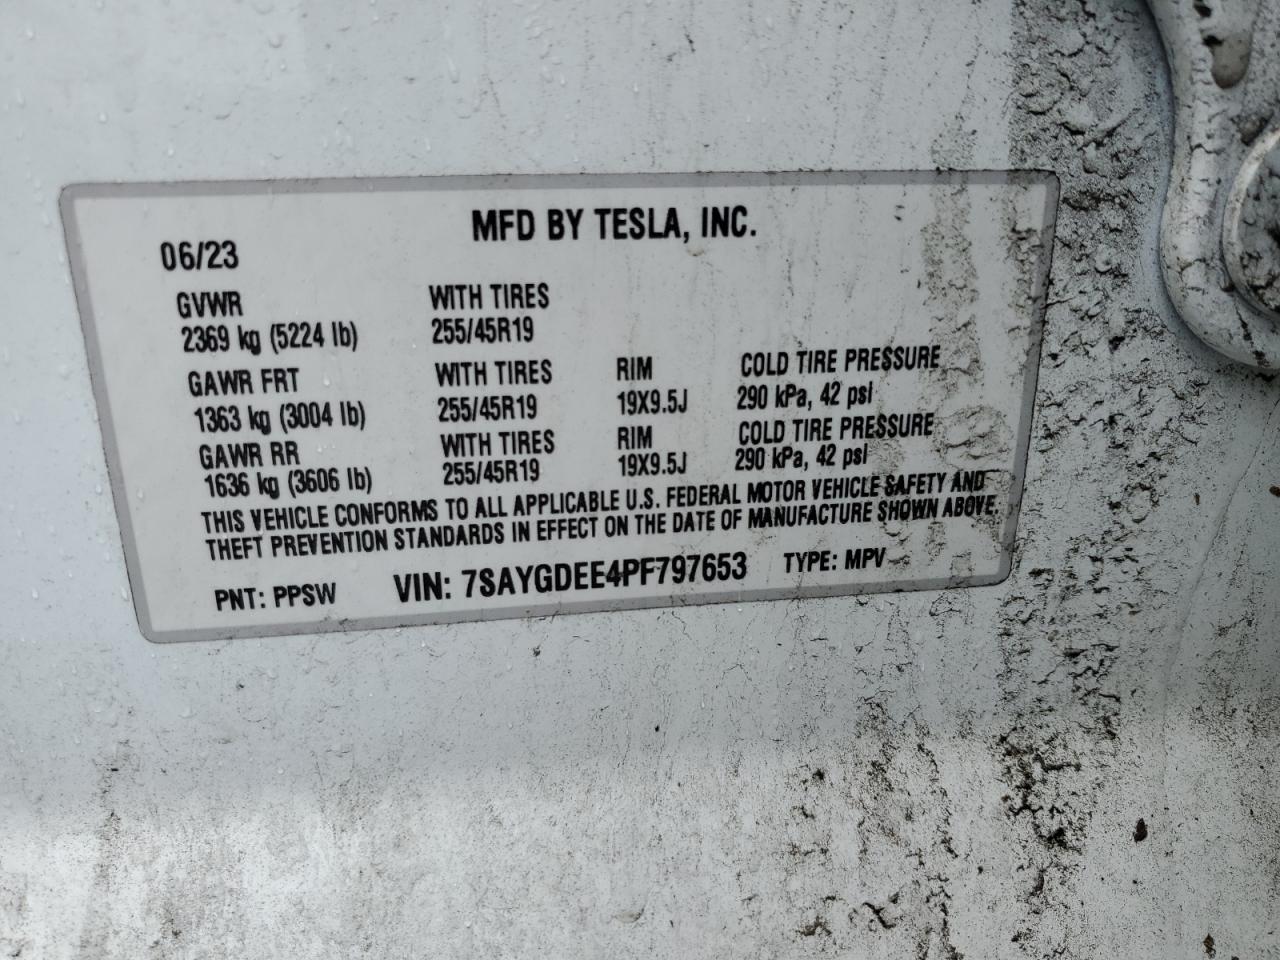 MFD BY TESLA, INC.
06/23
GVWR WITH TIRES
2369 kg (5224 lb) 255/45R19
GAWR FRT WITH TIRES RIM COLD TIRE PRESSURE
1363 kg (3004 lb) 255/45R19 19X9.5J 290 kPa, 42 psi
GAWR RR WITH TIRES RIM COLD TIRE PRESSURE
1636 kg (3606 lb) 255/45R19 19X9.5J 290 kPa, 42 psi
THIS VEHICLE CONFORMS TO ALL APPLICABLE U.S. FEDERAL MOTOR VEHICLE SAFETY AND
THEFT PREVENTION STANDARDS IN EFFECT ON THE DATE OF MANUFACTURE SHOWN ABOVE.
PNT: PPSW VIN: 7SAYGDEE4PF797653 TYPE: MPV